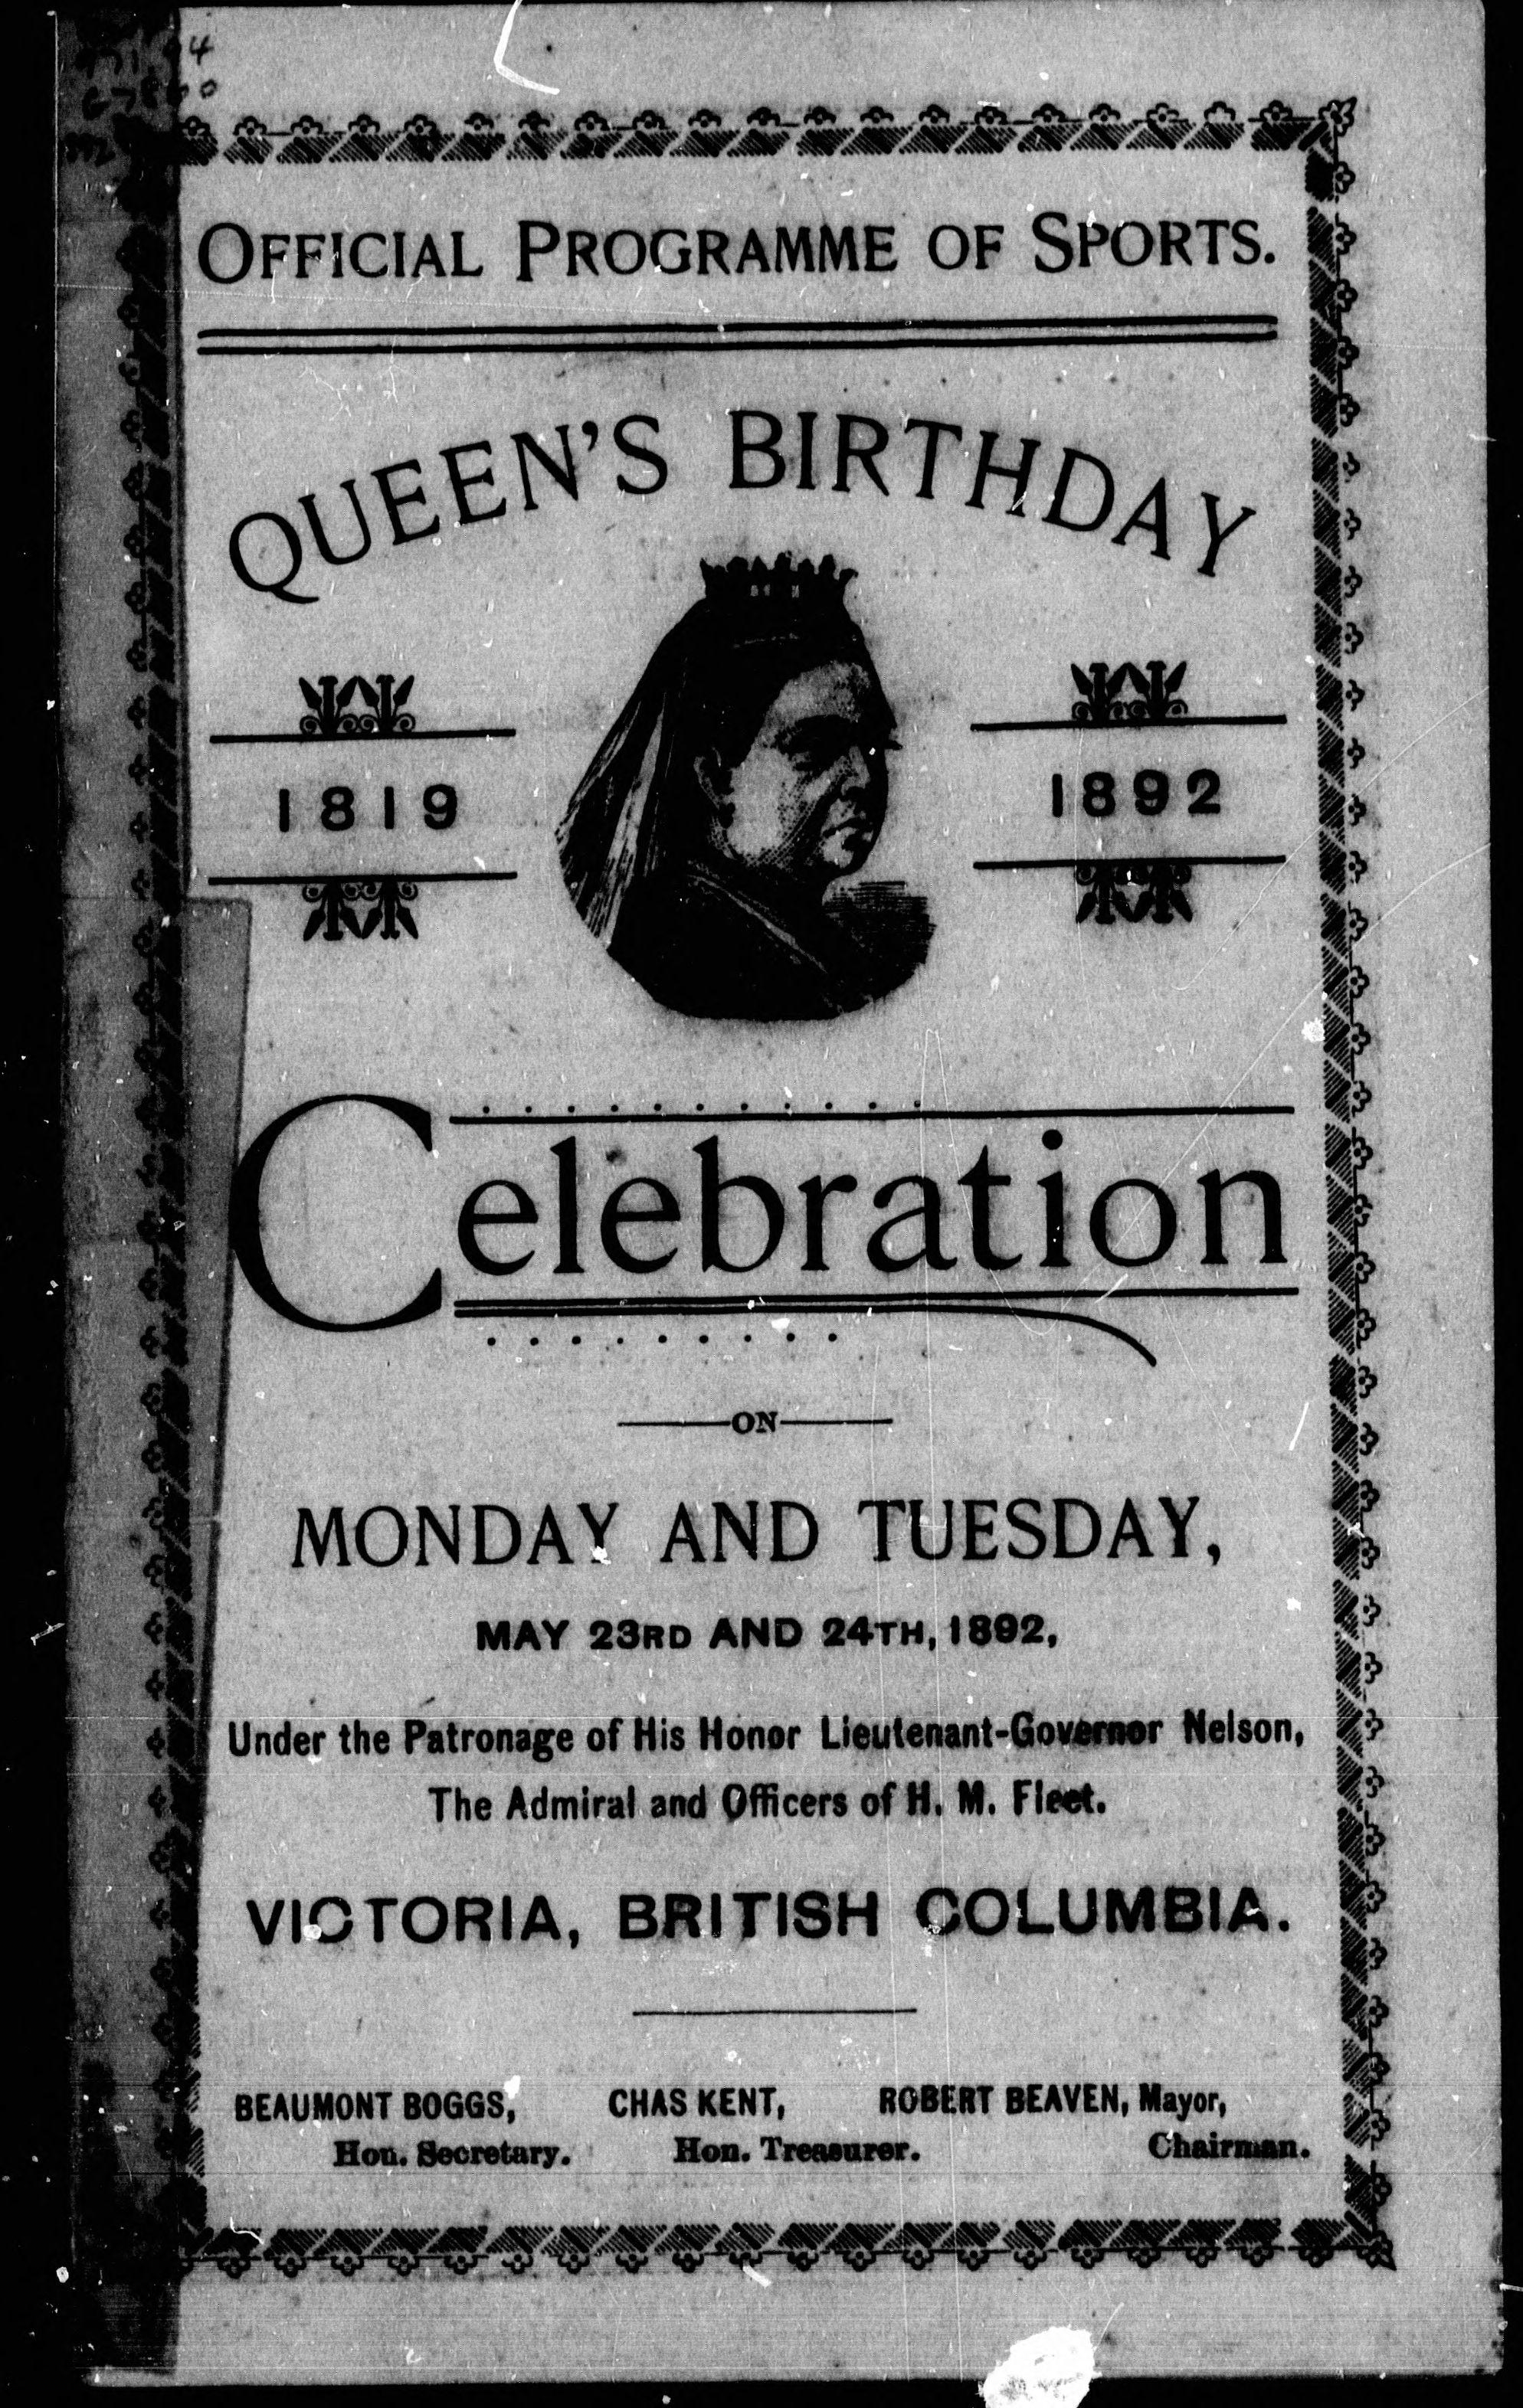 OFFICIAL PROGRAMME OF SPORTS.
QUEEN'S BIRTHDAY
1819
1892
Celebration
ON
MONDAY AND TUESDAY,
MAY 23RD AND 24TH, 1892,
Under the Patronage of His Honor Lieutenant-Governor Nelson,
The Admiral and Officers of H. M. Fleet.
VICTORIA, BRITISH COLUMBIA.
BEAUMONT BOGGS, CHAS KENT, ROBERT BEAVEN, Mayor,
Hon. Secretary. Hon. Treasurer. Chairman.